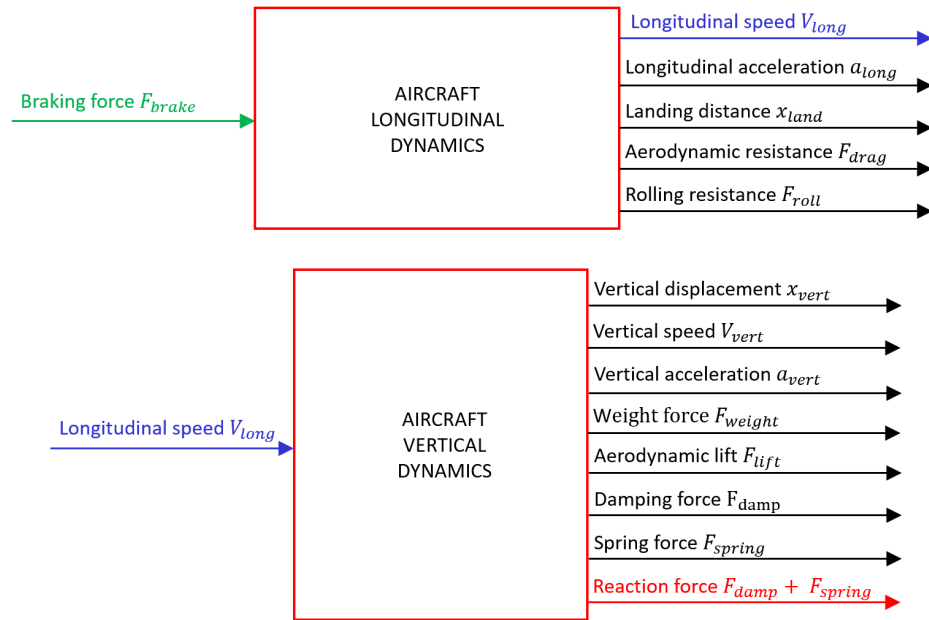 Longitudinal speed V_long
Longitudinal acceleration a_long
Braking force F_brake
AIRCRAFT
LONGITUDINAL
DYNAMICS
Landing distance x_land
Aerodynamic resistance F_drag
Rolling resistance F_roll
Vertical displacement x_vert
Vertical speed V_vert
Vertical acceleration a_vert
Longitudinal speed V_long
AIRCRAFT
VERTICAL
DYNAMICS
Weight force F_weight
Aerodynamic lift F_lift
Damping force F_damp
Spring force F_spring
Reaction force F_damp + F_spring